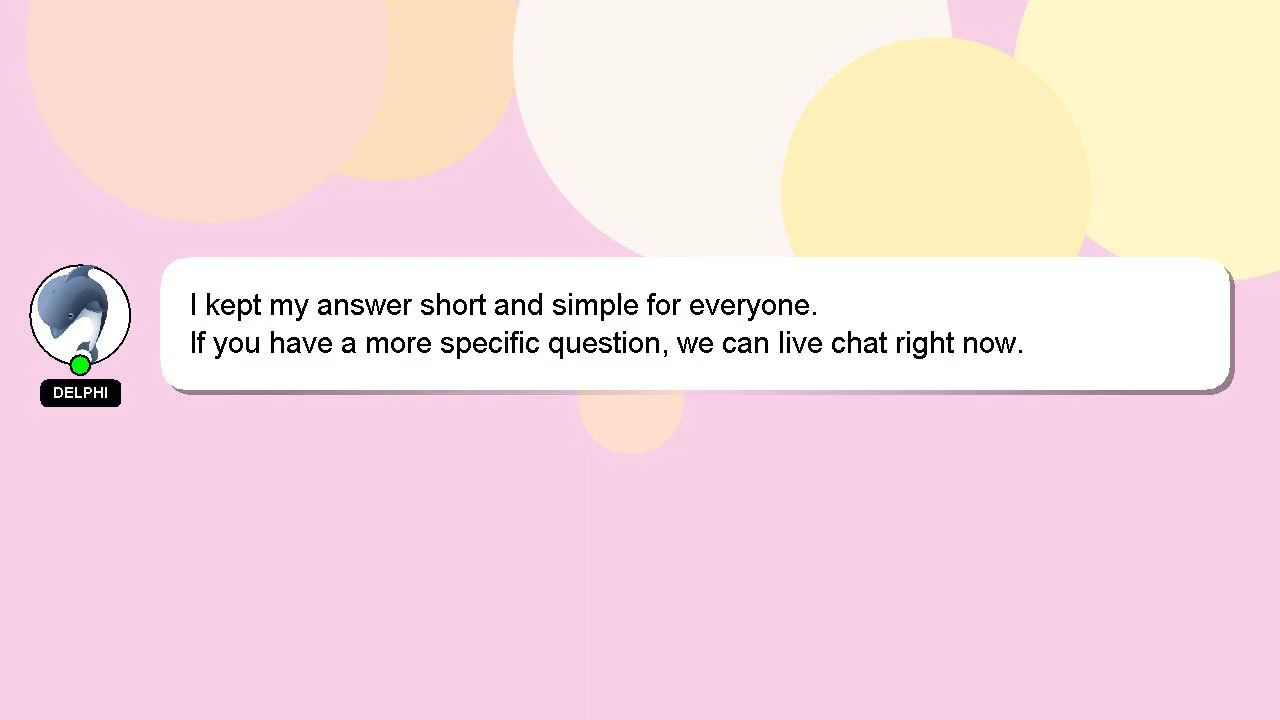 I kept my answer short and simple for everyone.
If you have a more specific question, we can live chat right now.
DELPHI